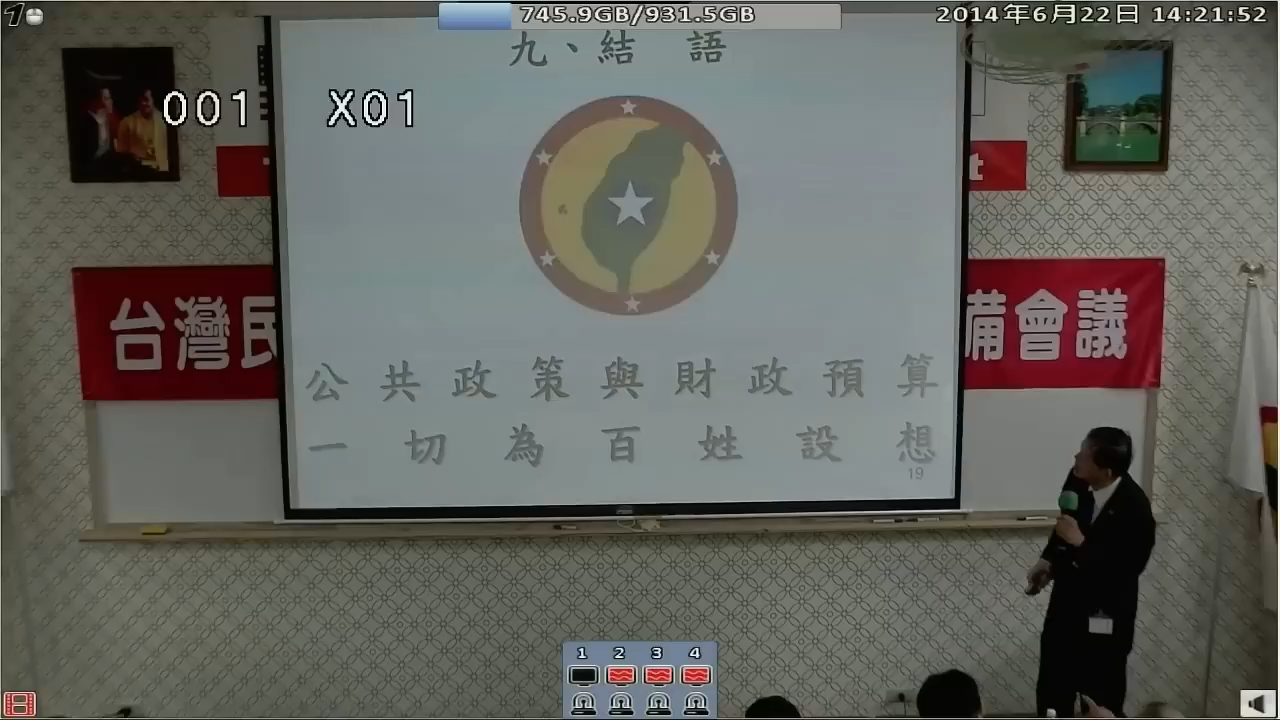 745.9GB/931.5GB
2014年6月22日 14:21:52
001 X01
九、結 語
t
台灣民
備會議
公共政策與財政預算
一切為百姓設想
19
1 2 3 4